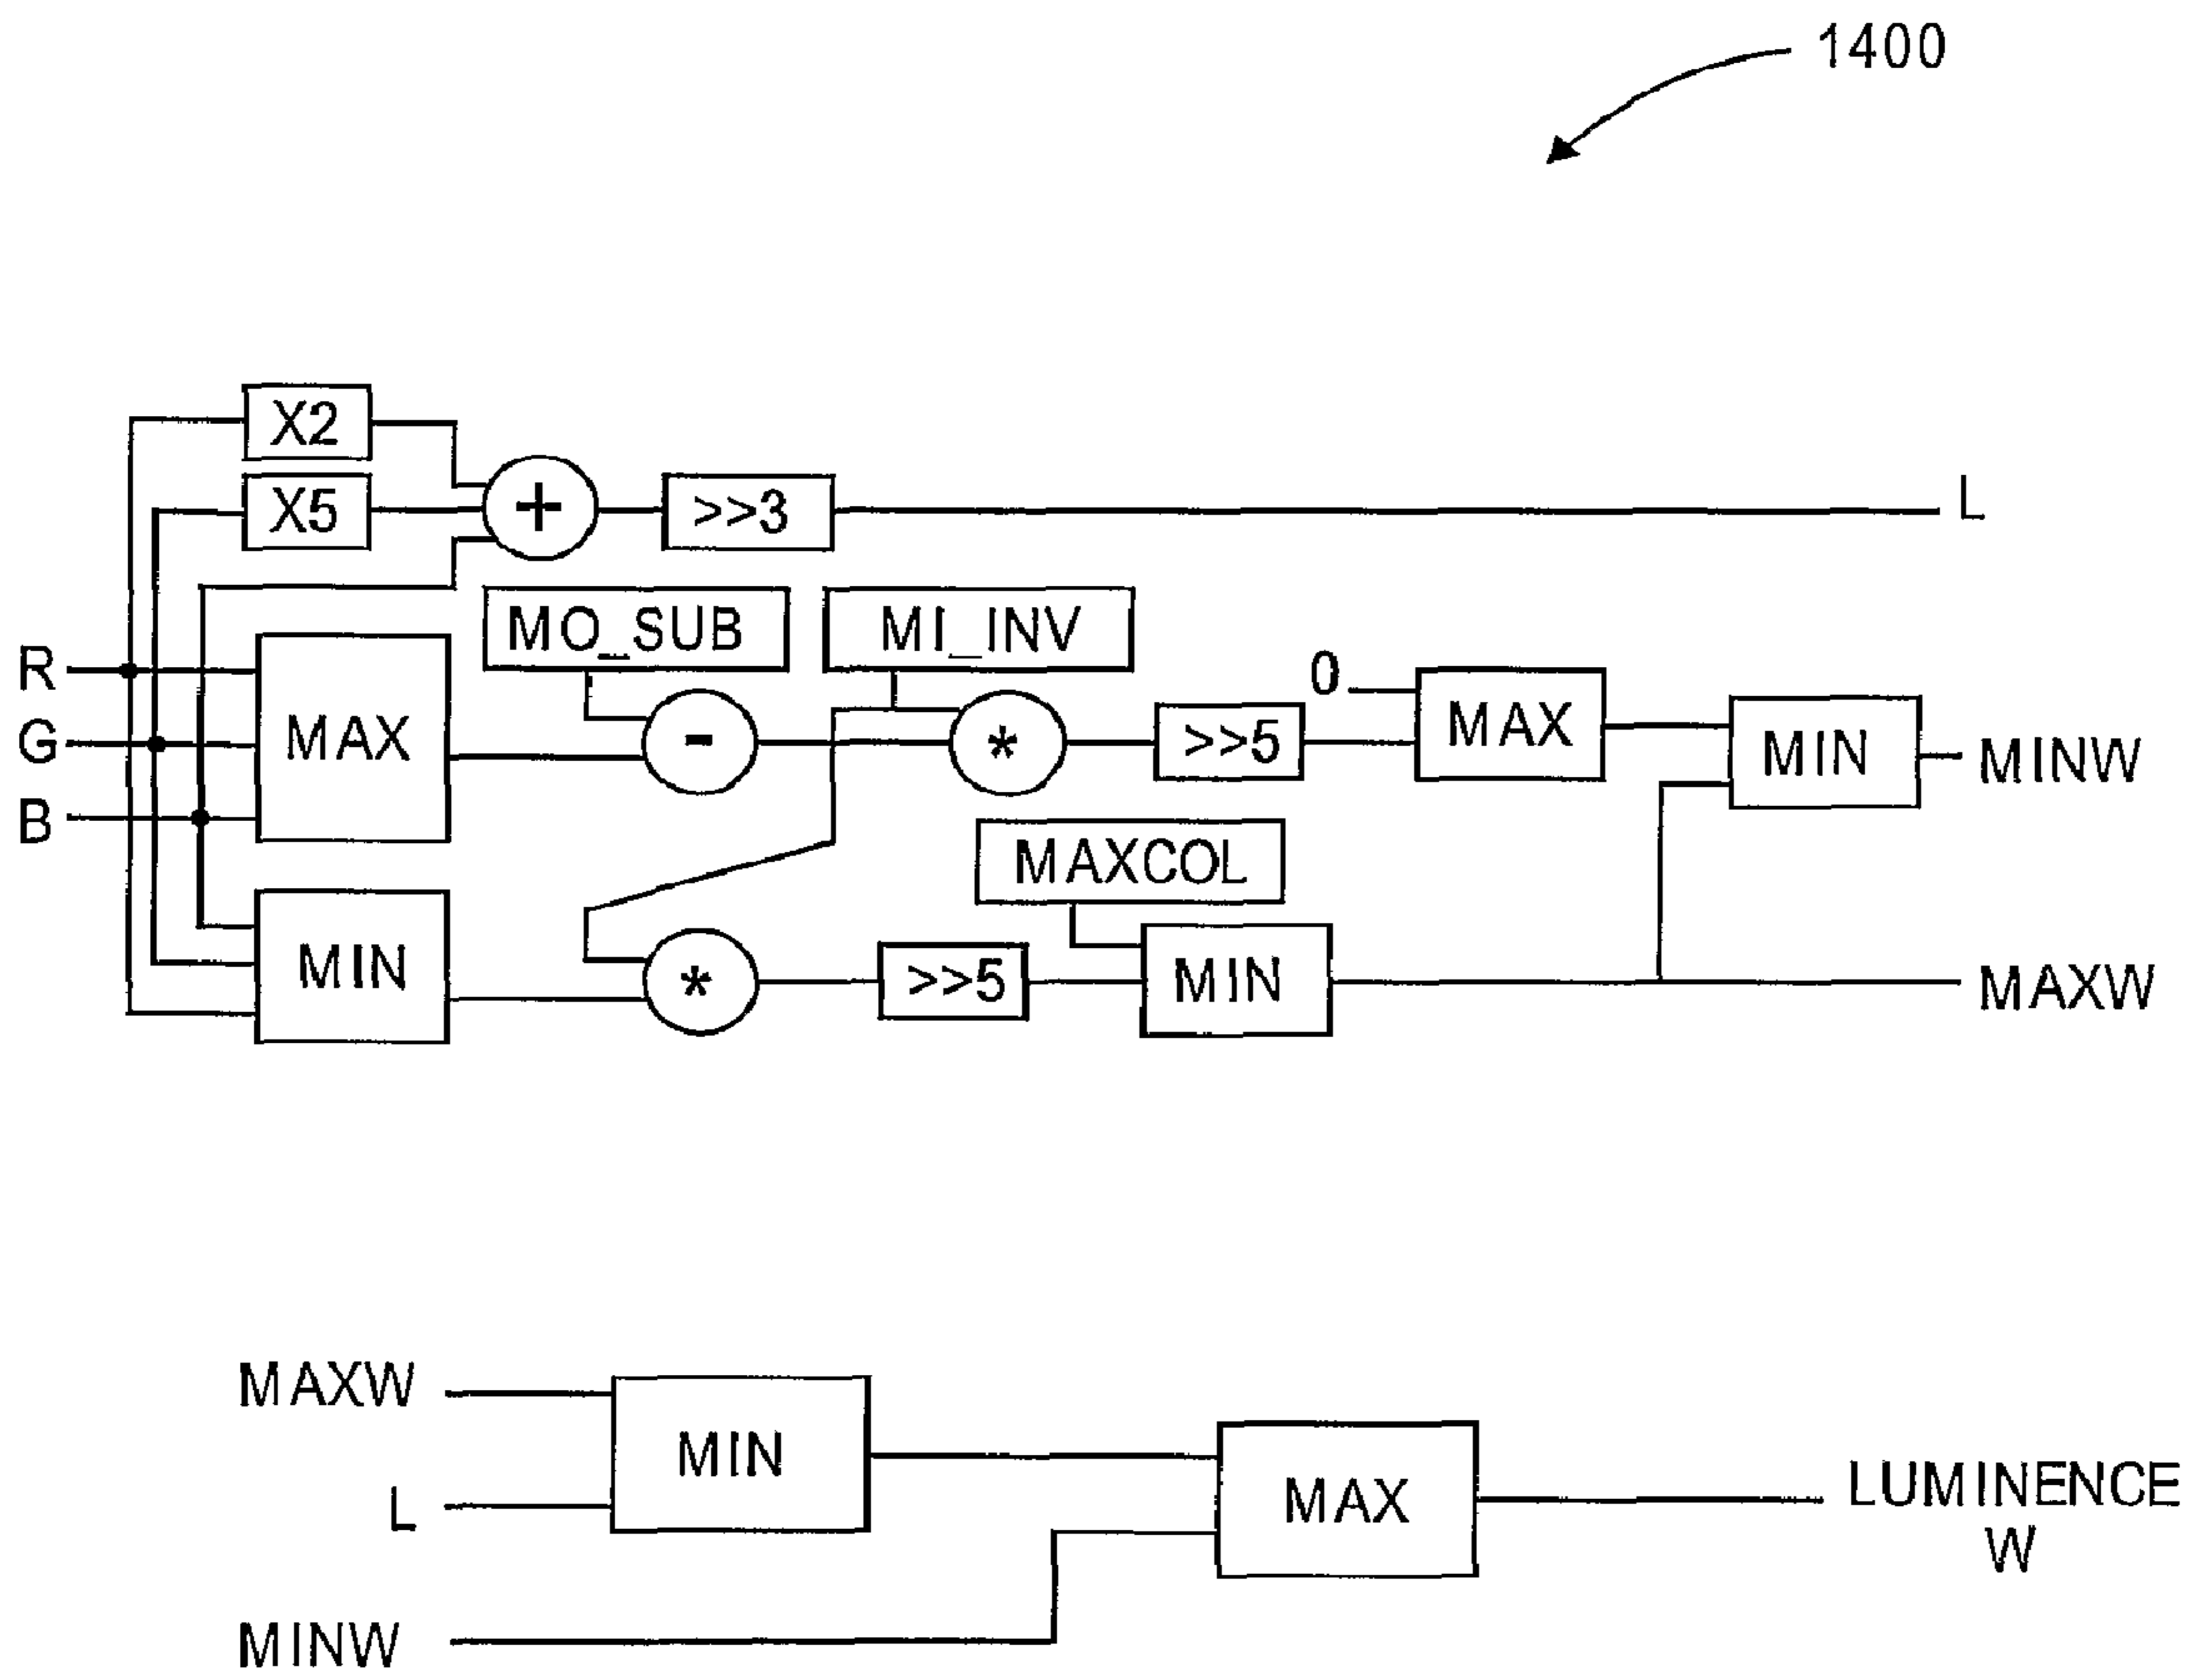 1400
X2
X5
+
>>3
L
MO_SUB
MI_INV
R
G
B
MAX
-
*
>>5
0
MAX
MIN
MINW
MAXCOL
MIN
*
>>5
MIN
MAXW
MAXW
L
MINW
MIN
MAX
LUMINENCE
W